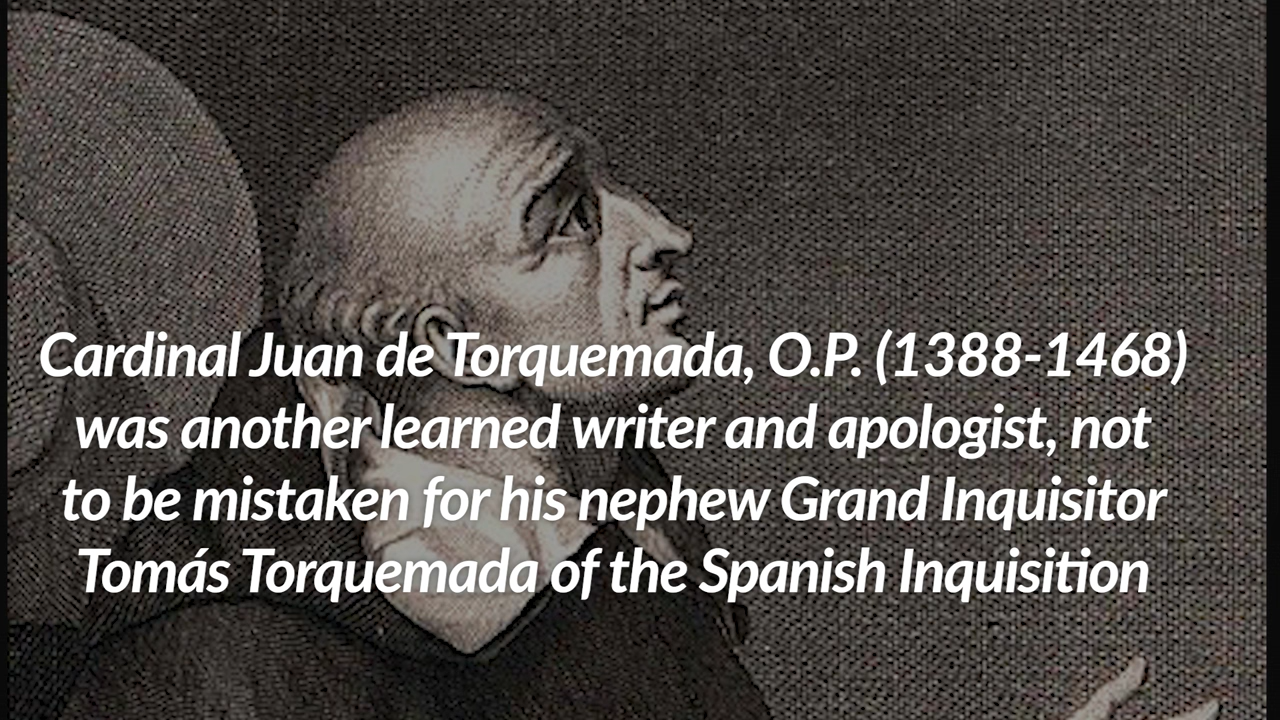 Cardinal Juan de Torquemada, O.P. (1388-1468)
was another learned writer and apologist, not
to be mistaken for his nephew Grand Inquisitor
Tomás Torquemada of the Spanish Inquisition